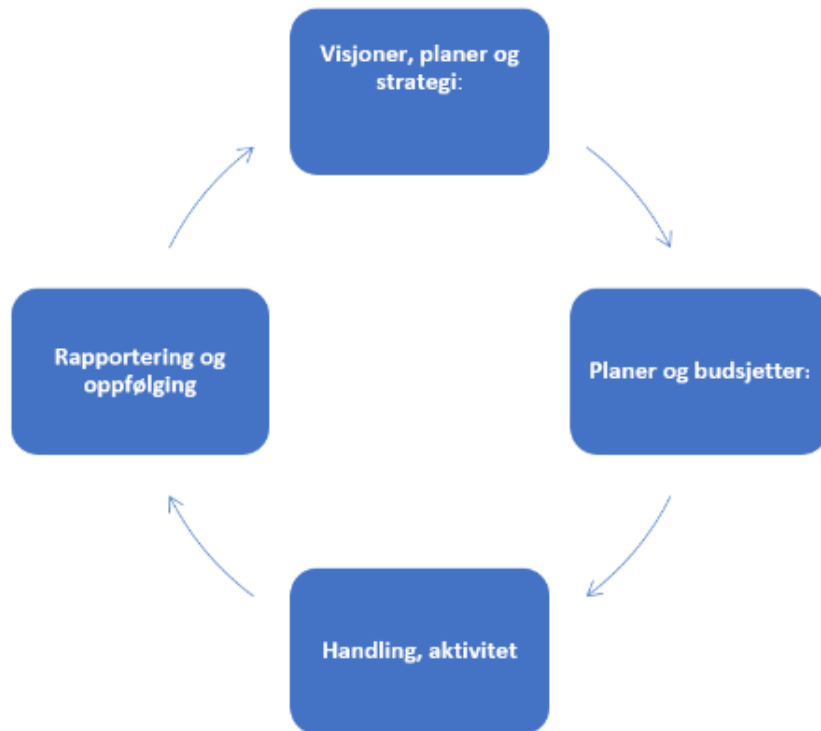 Visjoner, planer og
strategi:
Planer og budsjetter:
Handling, aktivitet
Rapportering og
oppfølging